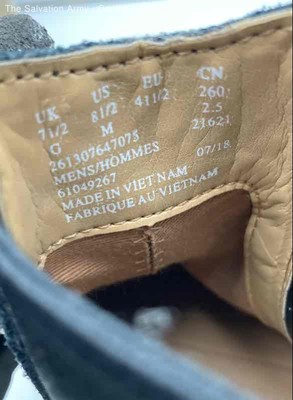 The Salvation Army
UK US EU CN
7 1/2 8 1/2 41 1/2 260
G M 2.5
261307647075 21621
MENS/HOMMES 07/18
61049267
MADE IN VIETNAM
FABRIQUE AU VIETNAM